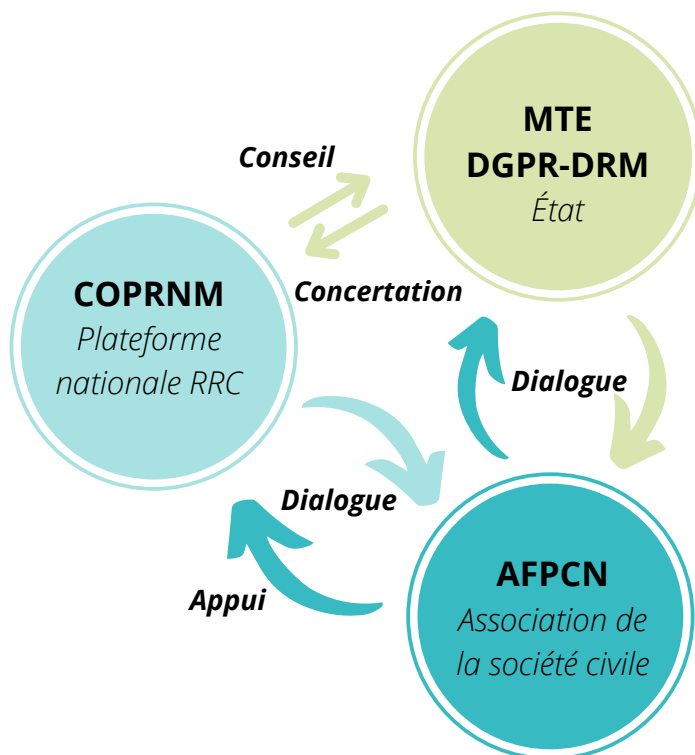 MTE
DGPR-DRM
État
Conseil
COPRNM
Plateforme
nationale RRC
Concertation
Dialogue
Dialogue
Appui
AFPCN
Association de
la société civile